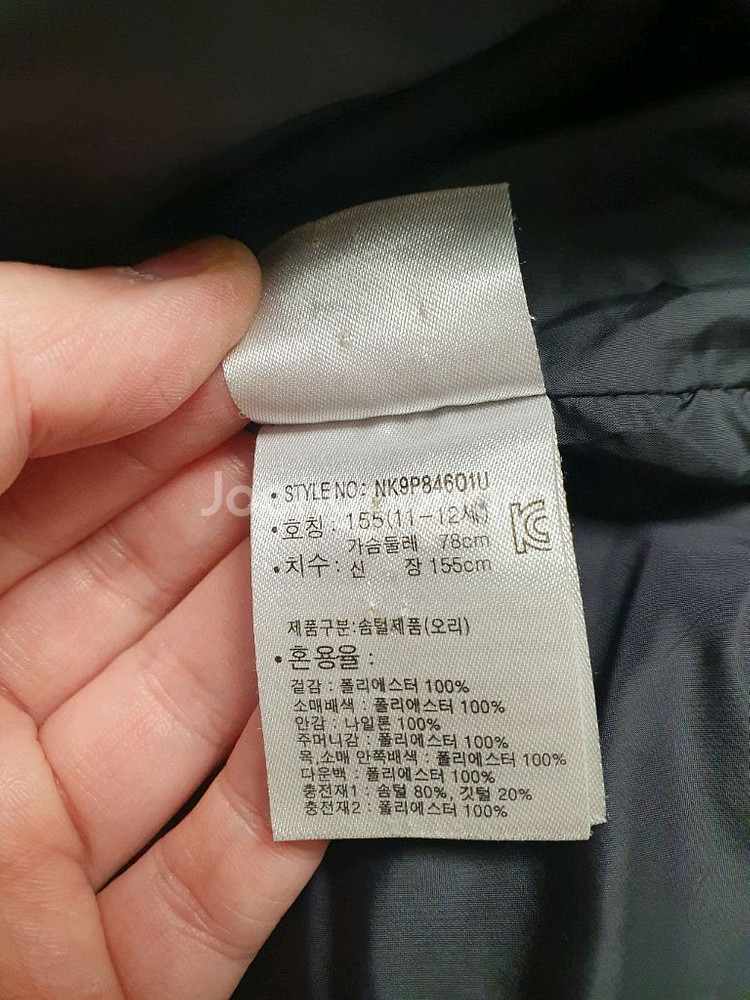 • STYLE NO: NK9P84601U
• 호칭 : 155(11-12세)
가슴둘레 78cm
• 치수 : 신 장 155cm
제품구분:솜털제품(오리)
• 혼용율 :
겉감 : 폴리에스터 100%
소매배색 : 폴리에스터 100%
안감 : 나일론 100%
주머니감 : 폴리에스터 100%
목,소매 안쪽배색 : 폴리에스터 100%
다운백 : 폴리에스터 100%
충전재1 : 솜털 80%, 깃털 20%
충전재2 : 폴리에스터 100%